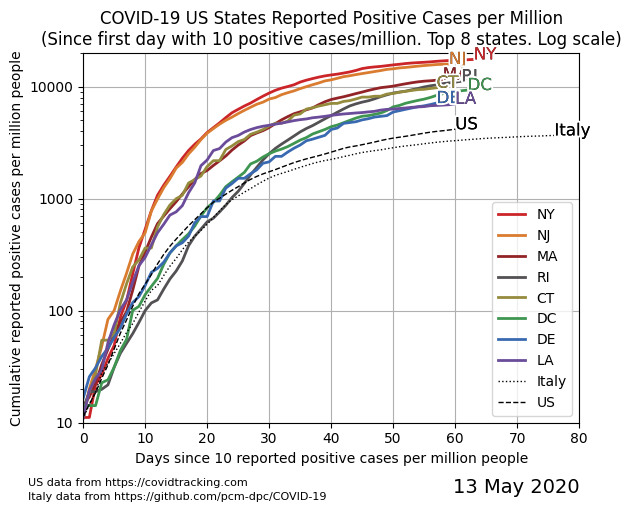 COVID-19 US States Reported Positive Cases per Million
(Since first day with 10 positive cases/million. Top 8 states. Log scale)
Cumulative reported positive cases per million people
10000
1000
100
10
NY
NJ
MA
RI
CT
DC
DE
LA
US
Italy
NY
NJ
MA
RI
CT
DC
DE
LA
Italy
US
0 10 20 30 40 50 60 70 80
Days since 10 reported positive cases per million people
US data from https://covidtracking.com
Italy data from https://github.com/pcm-dpc/COVID-19
13 May 2020